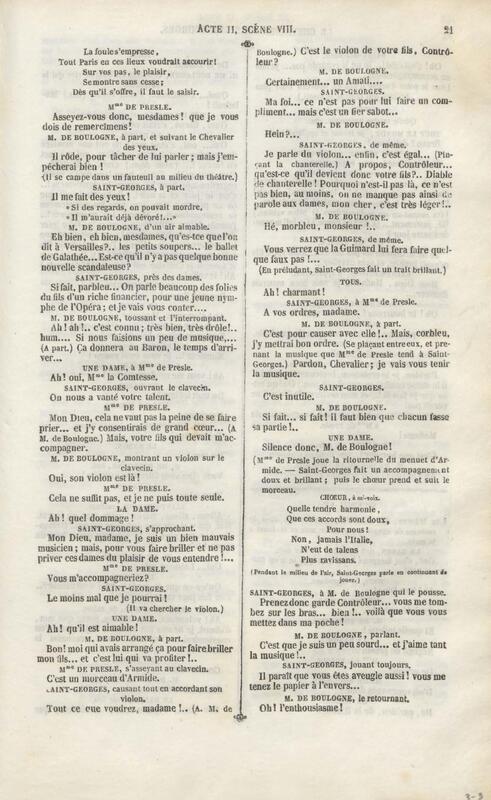 ACTE II, SCÈNE VIII.
21
La foule s'empresse,
Tout Paris en ces lieux voudrait accourir!
Sur vos pas, le plaisir,
Se montre sans cesse;
Dès qu'il s'offre, il faut le saisir.
Mme DE PRESLE.
Asseyez-vous donc, mesdames! que je vous
dois de remercîmens!
M. DE BOULOGNE, à part, et suivant le Chevalier
des yeux.
Il rôde, pour tâcher de lui parler; mais j'em-
pêcherai bien!
(Il se campe dans un fauteuil au milieu du théâtre.)
SAINT-GEORGES, à part.
Il me fait des yeux!
« Si des regards, on pouvait mordre,
« Il m'aurait déjà dévoré!...»
M. DE BOULOGNE, d'un air aimable.
Eh bien, eh bien, mesdames, qu'es-tce que l'on
dit à Versailles?.. les petits soupers... le ballet
de Galathée... Est-ce qu'il n'y a pas quelque bonne
nouvelle scandaleuse?
SAINT-GEORGES, près des dames.
Si fait, parbleu... On parle beaucoup des folies
du fils d'un riche financier, pour une jeune nym-
phe de l'Opéra; et je vais vous conter....
M. DE BOULOGNE, toussant et l'interrompant.
Ah! ah!.. c'est connu; très bien, très drôle!..
hum.... Si nous faisions un peu de musique,...
(A part.) Ça donnera au Baron, le temps d'arri-
ver...
UNE DAME, à Mme de Presle.
Ah! oui, Mme la Comtesse.
SAINT-GEORGES, ouvrant le clavecin.
On nous a vanté votre talent.
Mme DE PRESLE.
Mon Dieu, cela ne vaut pas la peine de se faire
prier... et j'y consentirais de grand cœur... (A
M. de Boulogne.) Mais, votre fils qui devait m'ac-
compagner.
M. DE BOULOGNE, montrant un violon sur le
clavecin.
Oui, son violon est là!
Mme DE PRESLE.
Cela ne suffit pas, et je ne puis toute seule.
LA DAME.
Ah! quel dommage!
SAINT-GEORGES, s'approchant.
Mon Dieu, madame, je suis un bien mauvais
musicien; mais, pour vous faire briller et ne pas
priver ces dames du plaisir de vous entendre!...
Mme DE PRESLE.
Vous m'accompagneriez?
SAINT-GEORGES.
Le moins mal que je pourrai!
(Il va chercher le violon.)
UNE DAME.
Ah! qu'il est aimable!
M. DE BOULOGNE, à part.
Bon! moi qui avais arrangé ça pour faire briller
mon fils... et c'est lui qui va profiter!..
Mme DE PRESLE, s'asseyant au clavecin.
C'est un morceau d'Armide.
SAINT-GEORGES, causant tout en accordant son
violon.
Tout ce que voudrez, madame!.. (A. M. de
Boulogne.) C'est le violon de votre fils, Contrô-
leur?
M. DE BOULOGNE.
Certainement... un Amati....
SAINT-GEORGES.
Ma foi... ce n'est pas pour lui faire un com-
pliment... mais c'est un fier sabot...
M. DE BOULOGNE.
Hein?...
SAINT-GEORGES, de même.
Je parle du violon... enfin, c'est égal... (Pin-
çant la chanterelle.) A propos, Contrôleur...
qu'est-ce qu'il devient donc votre fils?.. Diable
de chanterelle! Pourquoi n'est-il pas là, ce n'est
pas bien, au moins, on ne manque pas ainsi de
parole aux dames, mon cher, c'est très léger!..
M. DE BOULOGNE.
Hé, morbleu, monsieur!..
SAINT-GEORGES, de même.
Vous verrez que la Guimard lui fera faire quel-
que faux pas!...
(En préludant, Saint-Georges fait un trait brillant.)
TOUS.
Ah! charmant!
SAINT-GEORGES, à Mme de Presle.
A vos ordres, madame.
M. DE BOULOGNE, à part.
C'est pour causer avec elle!.. Mais, corbleu,
j'y mettrai bon ordre. (Se plaçant entre eux, et pre-
nant la musique que Mme de Presle tend à Saint-
Georges.) Pardon, Chevalier; je vais vous tenir
la musique.
SAINT-GEORGES.
C'est inutile.
M. DE BOULOGNE.
Si fait... si fait! il faut bien que chacun fasse
sa partie!..
UNE DAME.
Silence donc, M. de Boulogne!
(Mme de Presle joue la ritournelle du menuet d'Ar-
mide. — Saint-Georges fait un accompagnement
doux et brillant; puis le chœur prend et suit le
morceau.
CHŒUR, à mi-voix.
Quelle tendre harmonie,
Que ces accords sont doux,
Pour nous!
Non, jamais l'Italie,
N'eut de talens
Plus ravissans.
(Pendant le milieu de l'air, Saint-Georges parle en continuant de
jouer.)
SAINT-GEORGES, à M. de Boulogne qui le pousse.
Prenez donc garde Contrôleur... vous me tom-
bez sur les bras... bien!.. voilà que vous vous
mettez dans ma poche!
M. DE BOULOGNE, parlant.
C'est que je suis un peu sourd... et j'aime tant
la musique!..
SAINT-GEORGES, jouant toujours.
Il paraît que vous êtes aveugle aussi! vous me
tenez le papier à l'envers...
M. DE BOULOGNE, le retournant.
Oh! l'enthousiasme!
3-3